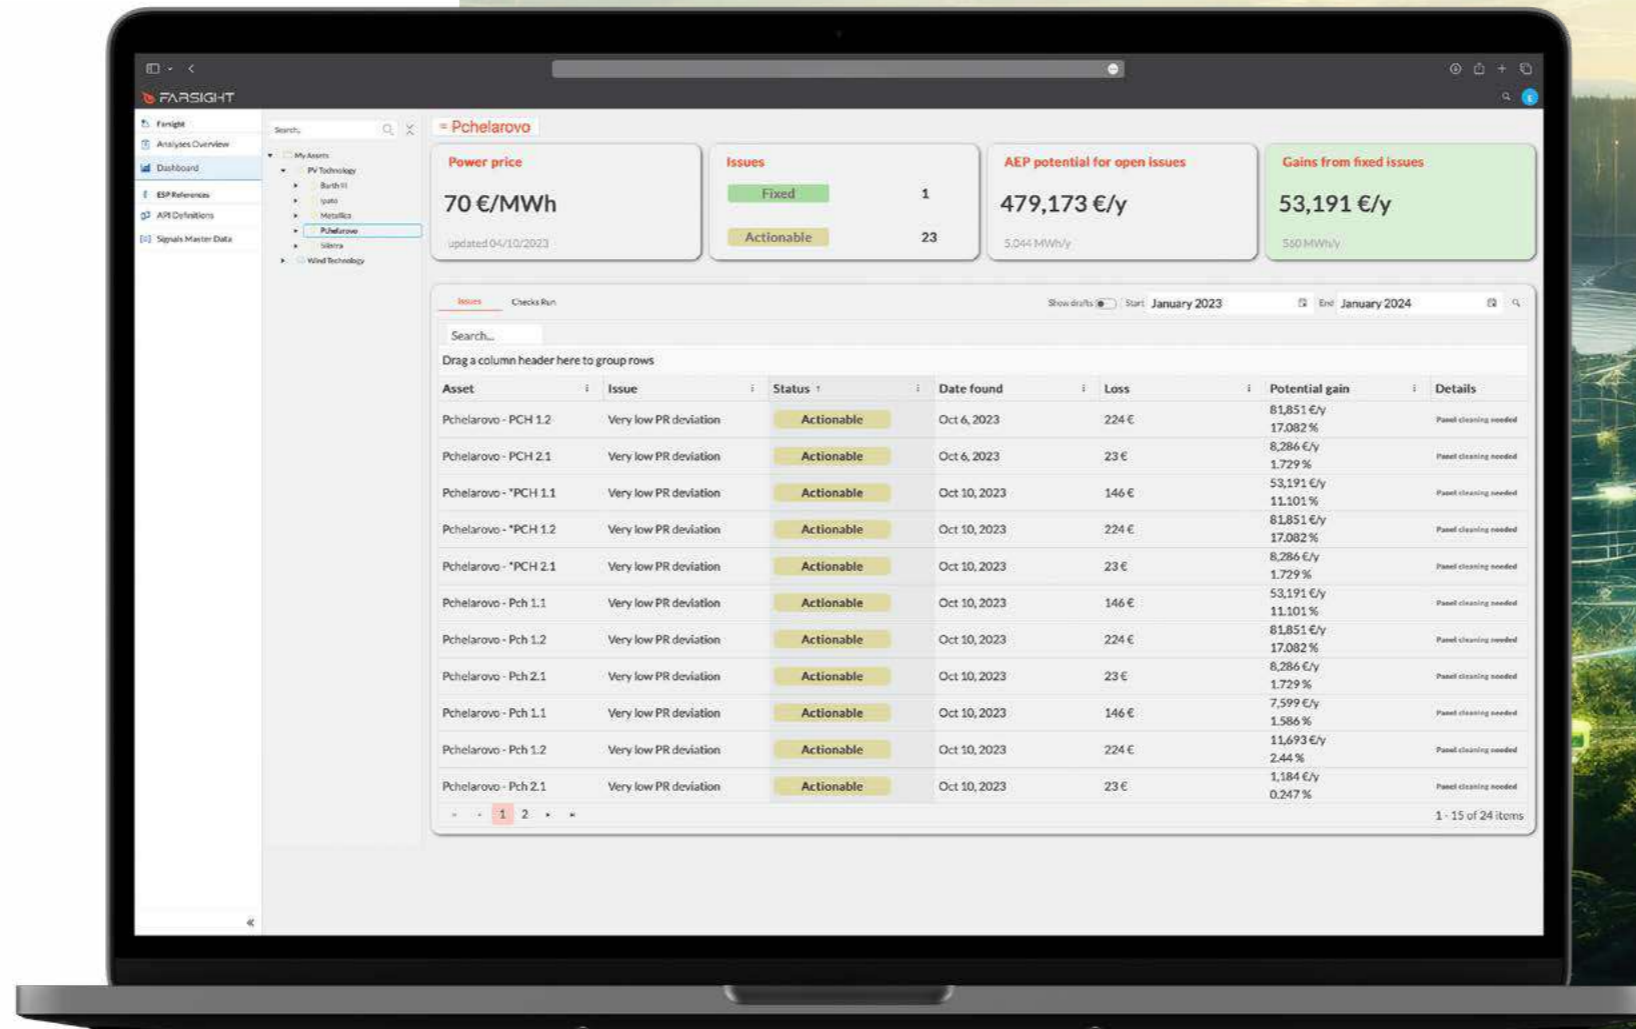 FARSIGHT
Farsight
Analyses Overview
Dashboard
ESP References
API Definitions
Signals Master Data
Search..
My Assets
PV Technology
Metallica
Pchelarovo
Wind Technology
Pchelarovo
Power price
70 €/MWh
updated 04/10/2023
Issues
Fixed 1
Actionable 23
AEP potential for open issues
479,173 €/y
5,044 MWh/y
Gains from fixed issues
53,191 €/y
560 MWh/y
Issues Checks Run Show drafts Start January 2023 End January 2024
Search...
Drag a column header here to group rows
Asset Issue Status ↑ Date found Loss Potential gain Details
Pchelarovo - PCH 1.2 Very low PR deviation Actionable Oct 6, 2023 224 € 81,851 €/y 17.082 % Panel cleaning needed
Pchelarovo - PCH 2.1 Very low PR deviation Actionable Oct 6, 2023 23 € 8,286 €/y 1.729 % Panel cleaning needed
Pchelarovo - *PCH 1.1 Very low PR deviation Actionable Oct 10, 2023 146 € 53,191 €/y 11.101 % Panel cleaning needed
Pchelarovo - *PCH 1.2 Very low PR deviation Actionable Oct 10, 2023 224 € 81,851 €/y 17.082 % Panel cleaning needed
Pchelarovo - *PCH 2.1 Very low PR deviation Actionable Oct 10, 2023 23 € 8,286 €/y 1.729 % Panel cleaning needed
Pchelarovo - Pch 1.1 Very low PR deviation Actionable Oct 10, 2023 146 € 53,191 €/y 11.101 % Panel cleaning needed
Pchelarovo - Pch 1.2 Very low PR deviation Actionable Oct 10, 2023 224 € 81,851 €/y 17.082 % Panel cleaning needed
Pchelarovo - Pch 2.1 Very low PR deviation Actionable Oct 10, 2023 23 € 8,286 €/y 1.729 % Panel cleaning needed
Pchelarovo - Pch 1.1 Very low PR deviation Actionable Oct 10, 2023 146 € 7,599 €/y 1.586 % Panel cleaning needed
Pchelarovo - Pch 1.2 Very low PR deviation Actionable Oct 10, 2023 224 € 11,693 €/y 2.44 % Panel cleaning needed
Pchelarovo - Pch 2.1 Very low PR deviation Actionable Oct 10, 2023 23 € 1,184 €/y 0.247 % Panel cleaning needed
1 2 1 - 15 of 24 items